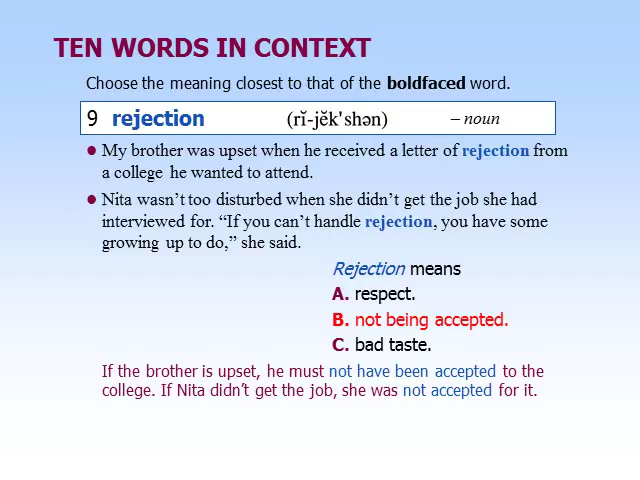 TEN WORDS IN CONTEXT
Choose the meaning closest to that of the boldfaced word.
9 rejection (rĭ-jĕk'shən) – noun
● My brother was upset when he received a letter of rejection from
a college he wanted to attend.
● Nita wasn’t too disturbed when she didn’t get the job she had
interviewed for. “If you can’t handle rejection, you have some
growing up to do,” she said.
Rejection means
A. respect.
B. not being accepted.
C. bad taste.
If the brother is upset, he must not have been accepted to the
college. If Nita didn’t get the job, she was not accepted for it.